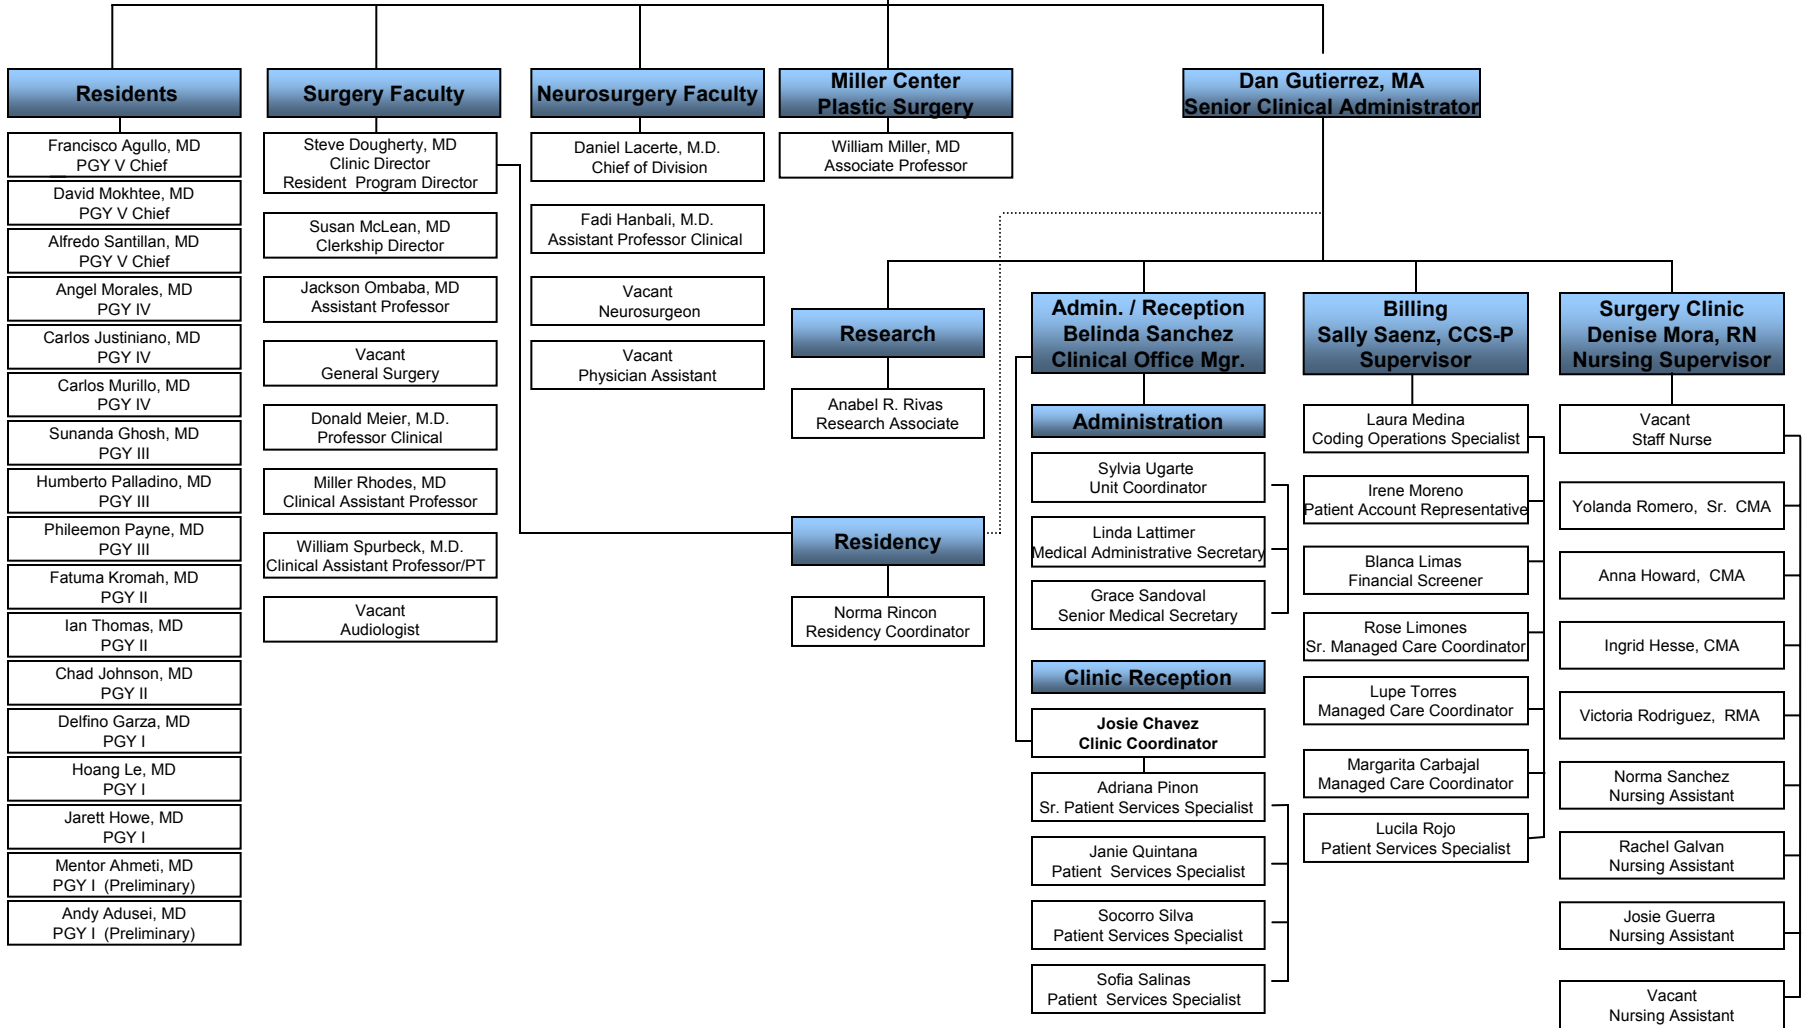 Residents
Francisco Agullo, MD
PGY V Chief
David Mokhtee, MD
PGY V Chief
Alfredo Santillan, MD
PGY V Chief
Angel Morales, MD
PGY IV
Carlos Justiniano, MD
PGY IV
Carlos Murillo, MD
PGY IV
Sunanda Ghosh, MD
PGY III
Humberto Palladino, MD
PGY III
Phileemon Payne, MD
PGY III
Fatuma Kromah, MD
PGY II
Ian Thomas, MD
PGY II
Chad Johnson, MD
PGY II
Delfino Garza, MD
PGY I
Hoang Le, MD
PGY I
Jarett Howe, MD
PGY I
Mentor Ahmeti, MD
PGY I (Preliminary)
Andy Adusei, MD
PGY I (Preliminary)
Surgery Faculty
Steve Dougherty, MD
Clinic Director
Resident Program Director
Susan McLean, MD
Clerkship Director
Jackson Ombaba, MD
Assistant Professor
Vacant
General Surgery
Donald Meier, M.D.
Professor Clinical
Miller Rhodes, MD
Clinical Assistant Professor
William Spurbeck, M.D.
Clinical Assistant Professor/PT
Vacant
Audiologist
Neurosurgery Faculty
Daniel Lacerte, M.D.
Chief of Division
Fadi Hanbali, M.D.
Assistant Professor Clinical
Vacant
Neurosurgeon
Vacant
Physician Assistant
Miller Center
Plastic Surgery
William Miller, MD
Associate Professor
Dan Gutierrez, MA
Senior Clinical Administrator
Research
Anabel R. Rivas
Research Associate
Residency
Norma Rincon
Residency Coordinator
Admin. / Reception
Belinda Sanchez
Clinical Office Mgr.
Administration
Sylvia Ugarte
Unit Coordinator
Linda Lattimer
Medical Administrative Secretary
Grace Sandoval
Senior Medical Secretary
Clinic Reception
Josie Chavez
Clinic Coordinator
Adriana Pinon
Sr. Patient Services Specialist
Janie Quintana
Patient Services Specialist
Socorro Silva
Patient Services Specialist
Sofia Salinas
Patient Services Specialist
Billing
Sally Saenz, CCS-P
Supervisor
Laura Medina
Coding Operations Specialist
Irene Moreno
Patient Account Representative
Blanca Limas
Financial Screener
Rose Limones
Sr. Managed Care Coordinator
Lupe Torres
Managed Care Coordinator
Margarita Carbajal
Managed Care Coordinator
Lucila Rojo
Patient Services Specialist
Surgery Clinic
Denise Mora, RN
Nursing Supervisor
Vacant
Staff Nurse
Yolanda Romero, Sr. CMA
Anna Howard, CMA
Ingrid Hesse, CMA
Victoria Rodriguez, RMA
Norma Sanchez
Nursing Assistant
Rachel Galvan
Nursing Assistant
Josie Guerra
Nursing Assistant
Vacant
Nursing Assistant